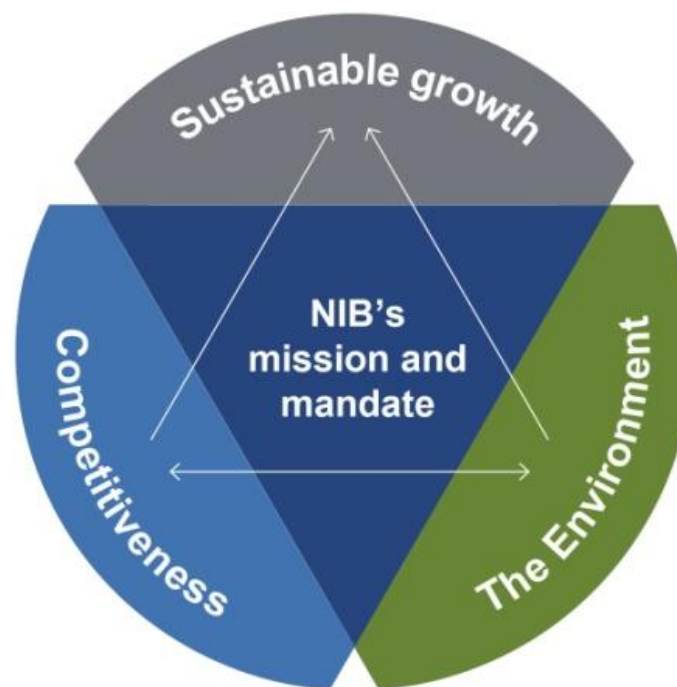 Sustainable growth
NIB's
mission and
mandate
Competitiveness
The Environment